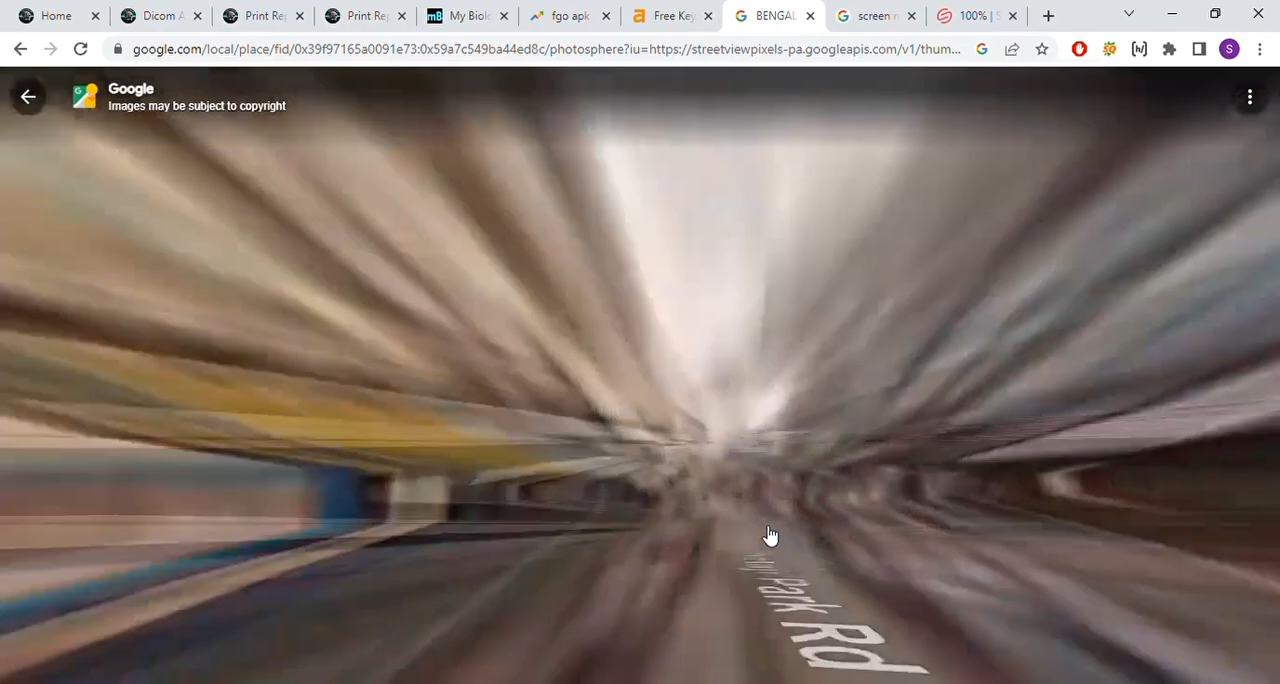 Home
Dicom A
Print Re
Print Re
mB My Biol
fgo apk
Free Key
BENGAL
screen r
100% | S
google.com/local/place/fid/0x39f97165a0091e73:0x59a7c549ba44ed8c/photosphere?iu=https://streetviewpixels-pa.googleapis.com/v1/thum...
S
Google
Images may be subject to copyright
Park Rd